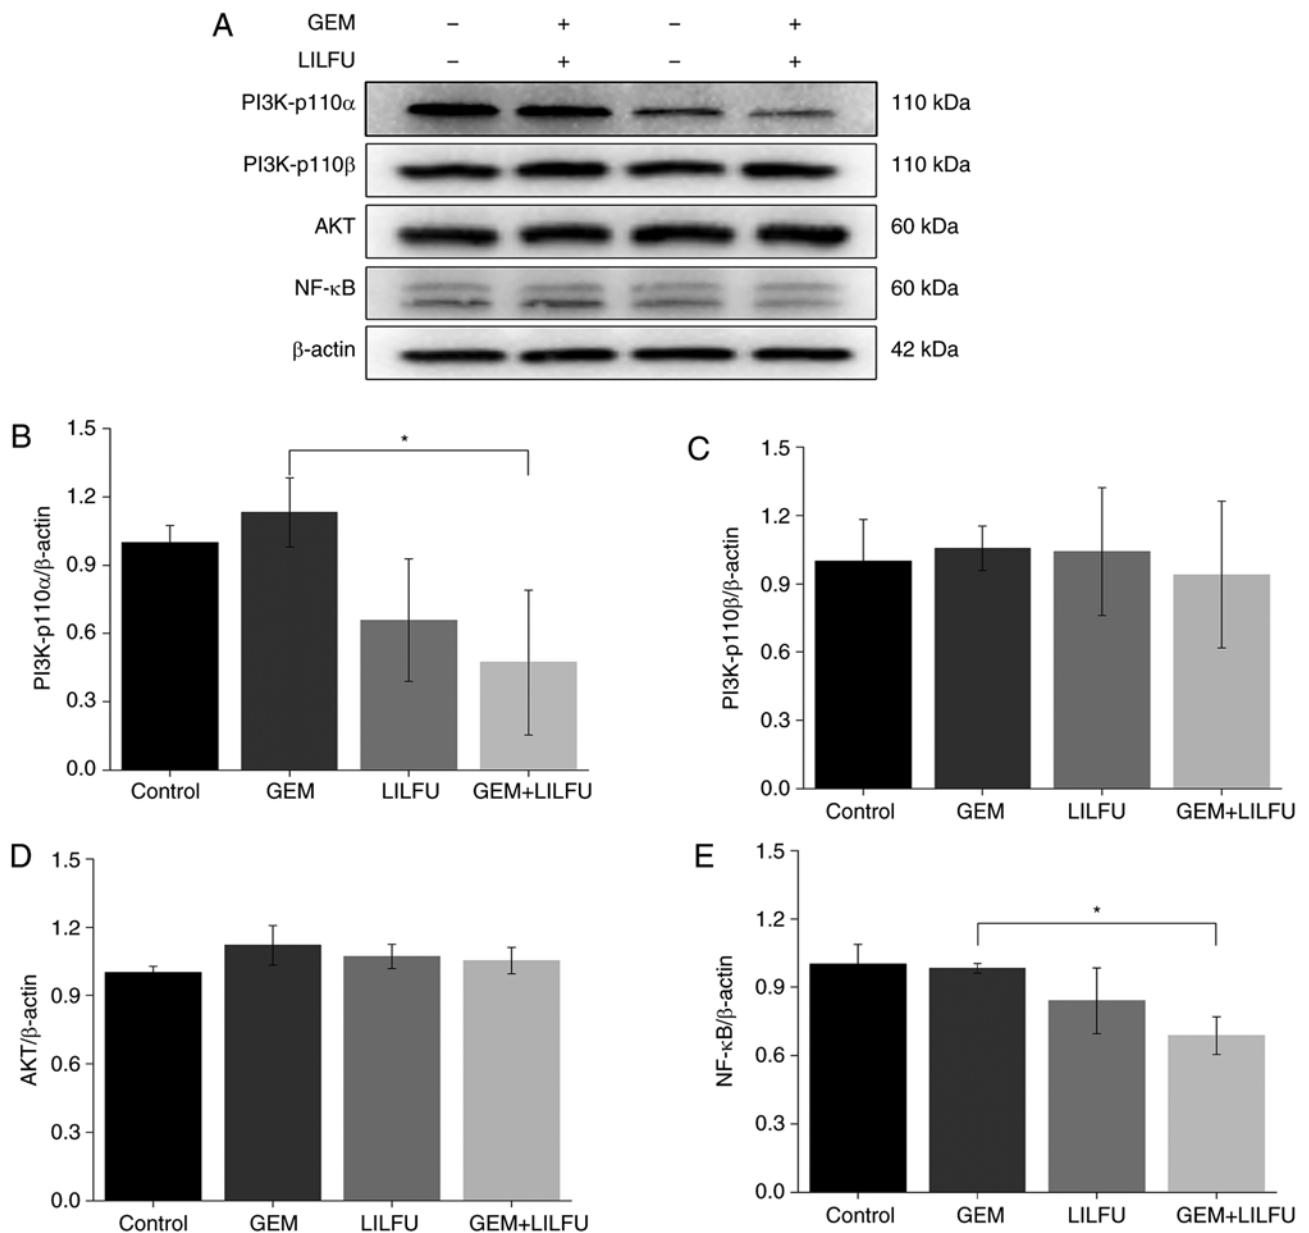 A
GEM − + − +
LILFU − + − +
PI3K-p110α 110 kDa
PI3K-p110β 110 kDa
AKT 60 kDa
NF-κB 60 kDa
β-actin 42 kDa
B
PI3K-p110α/β-actin
1.5
1.2
0.9
0.6
0.3
0.0
*
Control GEM LILFU GEM+LILFU
C
PI3K-p110β/β-actin
1.5
1.2
0.9
0.6
0.3
0.0
Control GEM LILFU GEM+LILFU
D
AKT/β-actin
1.5
1.2
0.9
0.6
0.3
0.0
Control GEM LILFU GEM+LILFU
E
NF-κB/β-actin
1.5
1.2
0.9
0.6
0.3
0.0
*
Control GEM LILFU GEM+LILFU